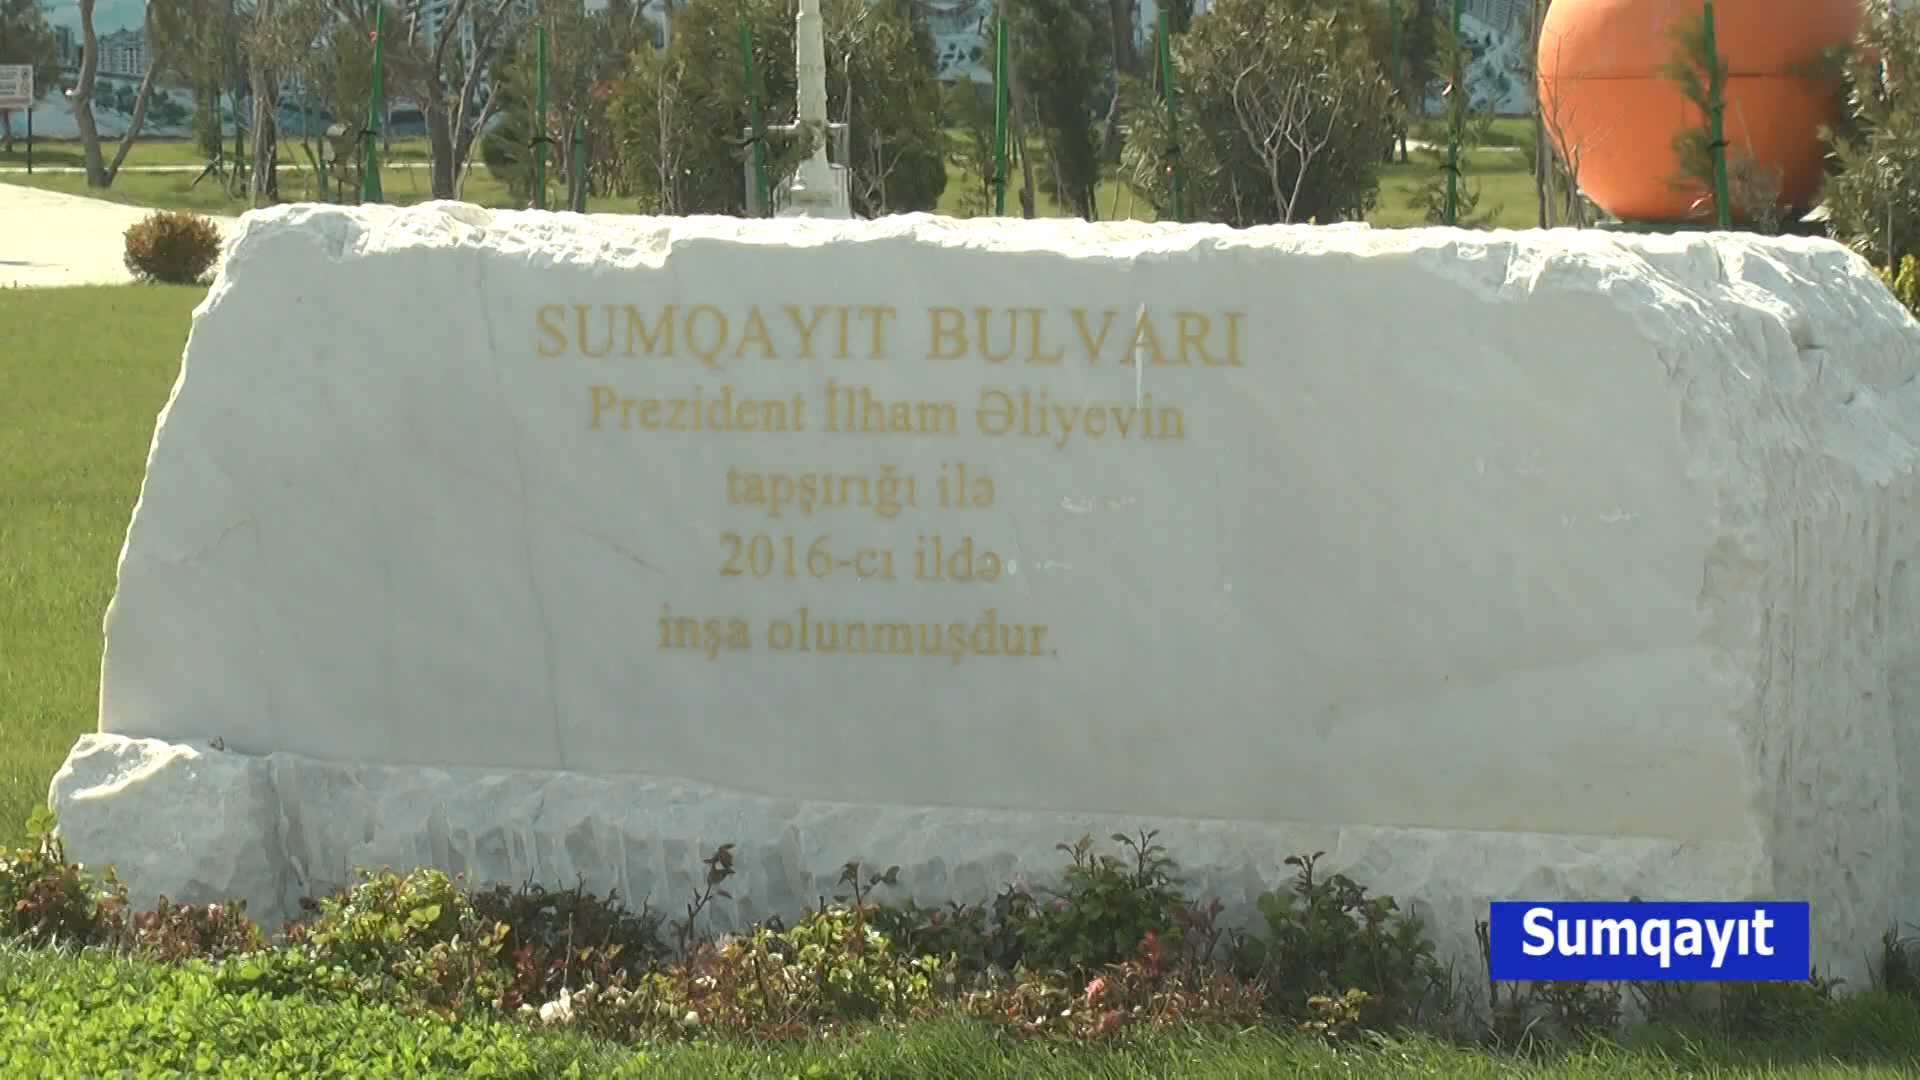 SUMQAYIT BULVARI
Prezident İlham Əliyevin
tapşırığı ilə
2016-cı ildə
inşa olunmuşdur.
Sumqayıt